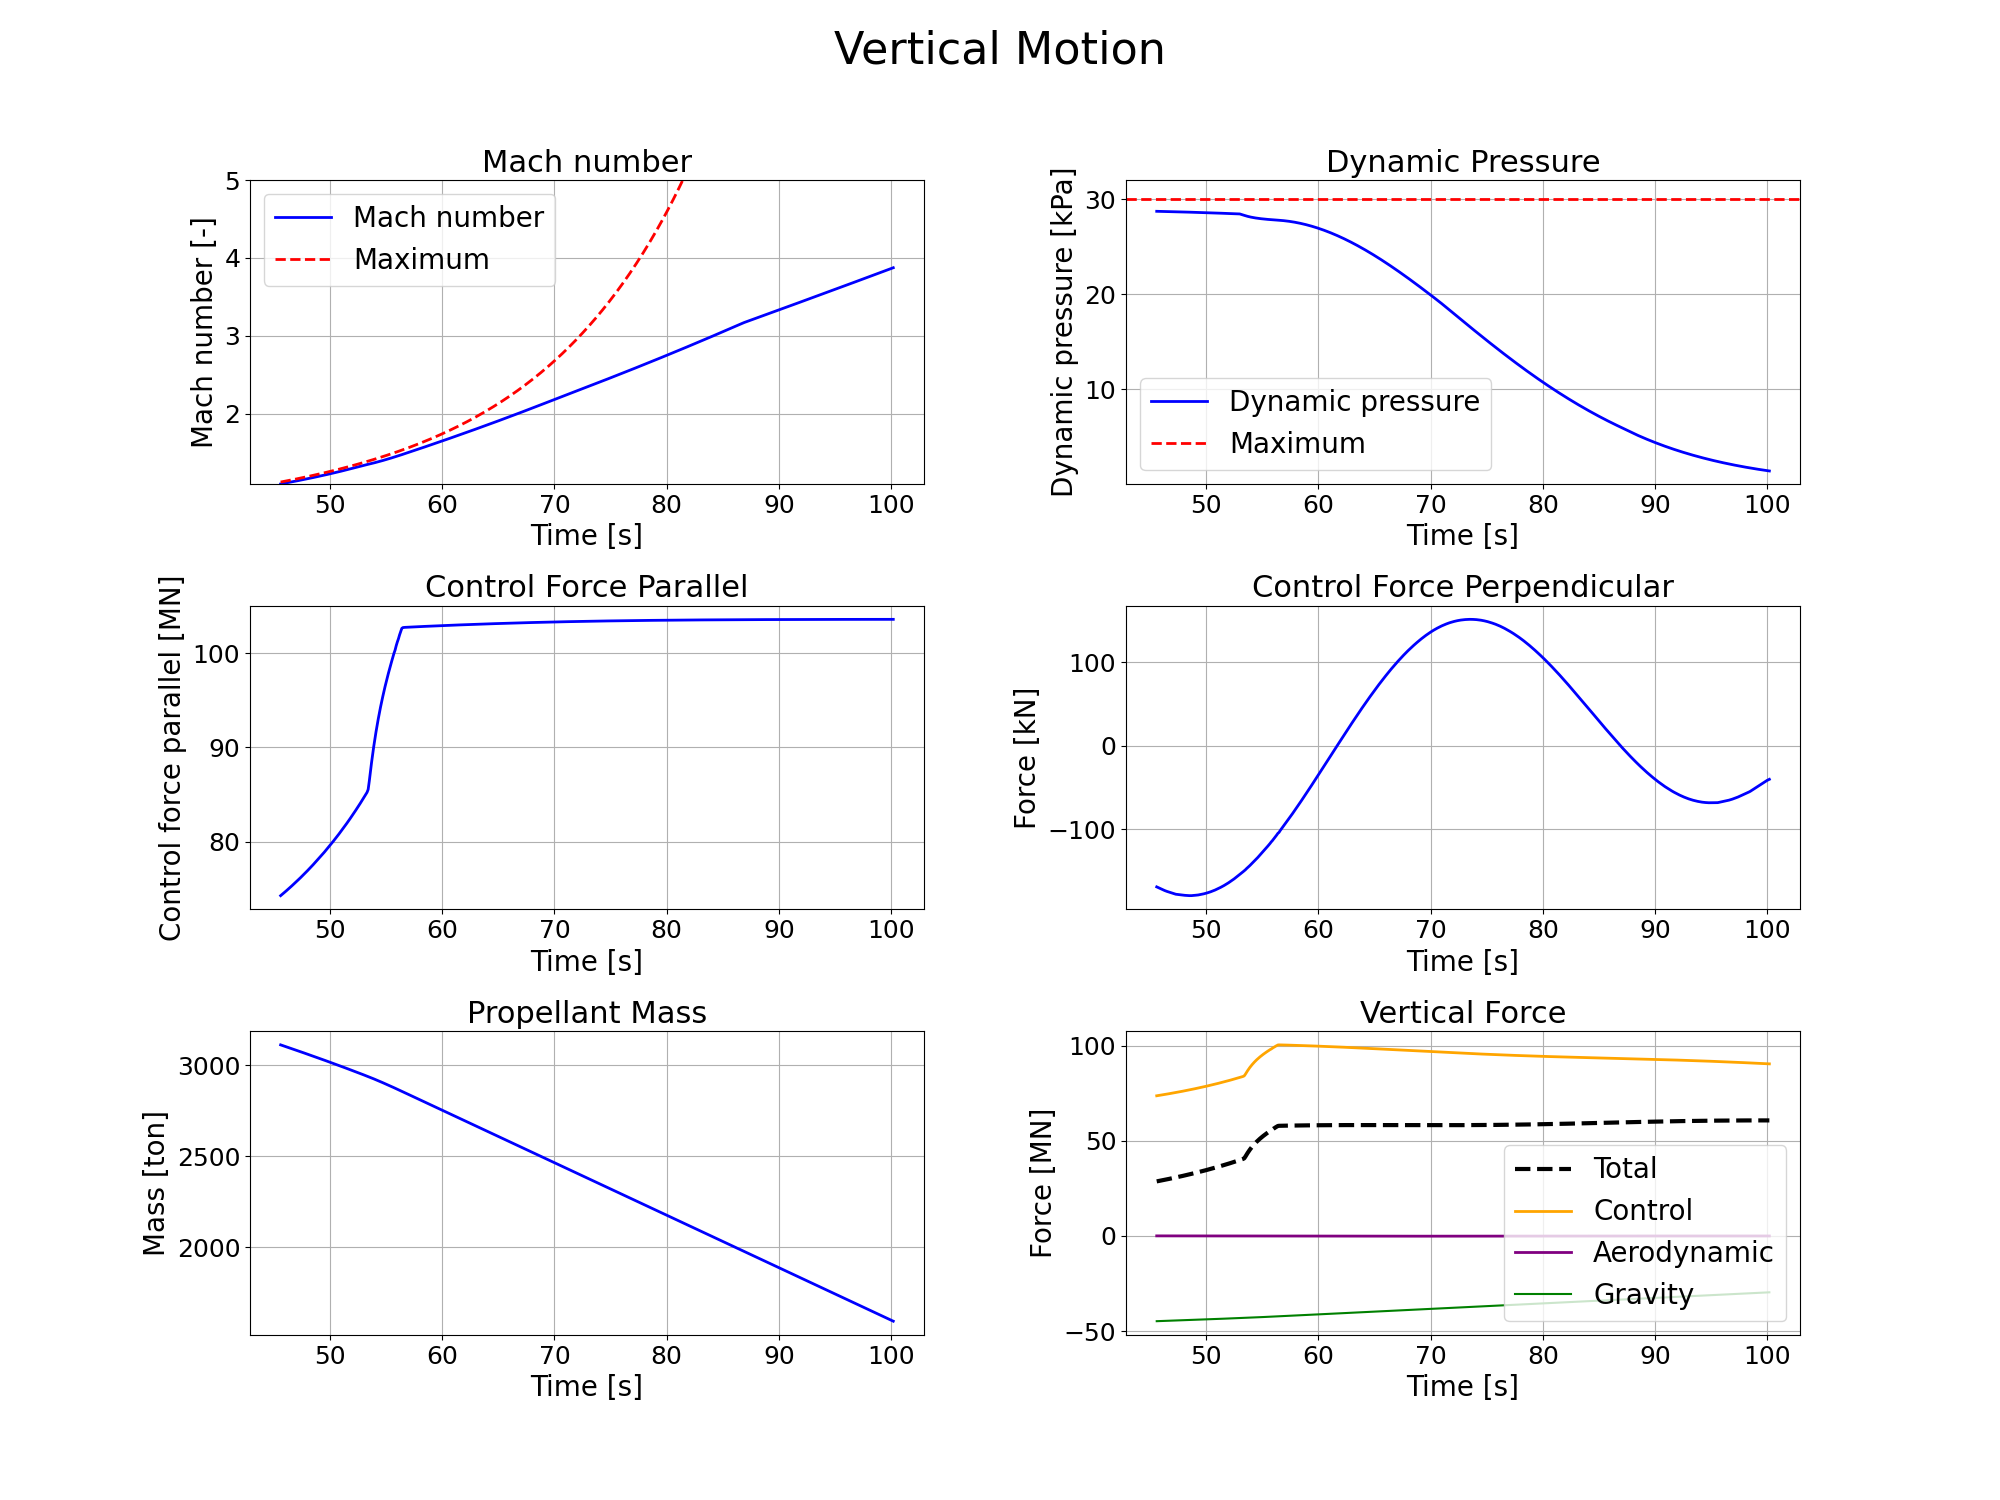 Vertical Motion
Mach number
Mach number [-]
5
4
3
2
Mach number
Maximum
50 60 70 80 90 100
Time [s]
Dynamic Pressure
Dynamic pressure [kPa]
30
20
10
Dynamic pressure
Maximum
50 60 70 80 90 100
Time [s]
Control Force Parallel
Control force parallel [MN]
100
90
80
50 60 70 80 90 100
Time [s]
Control Force Perpendicular
Force [kN]
100
0
−100
50 60 70 80 90 100
Time [s]
Propellant Mass
Mass [ton]
3000
2500
2000
50 60 70 80 90 100
Time [s]
Vertical Force
Force [MN]
100
50
0
−50
Total
Control
Aerodynamic
Gravity
50 60 70 80 90 100
Time [s]